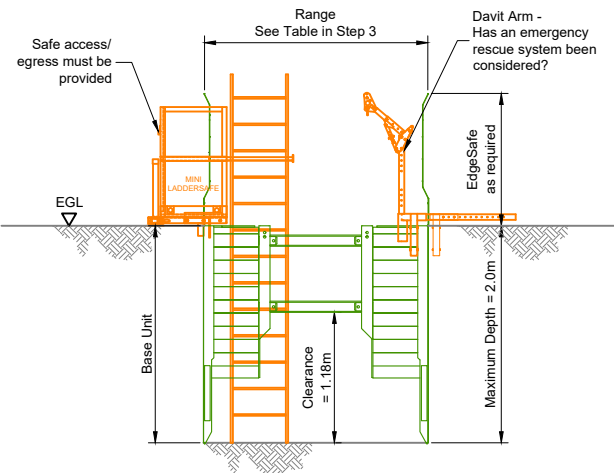 Range
See Table in Step 3
Safe access/
egress must be
provided
Davit Arm -
Has an emergency
rescue system been
considered?
MINI
LADDERSAFE
EGL
EdgeSafe
as required
Base Unit
Clearance
= 1.18m
Maximum Depth = 2.0m